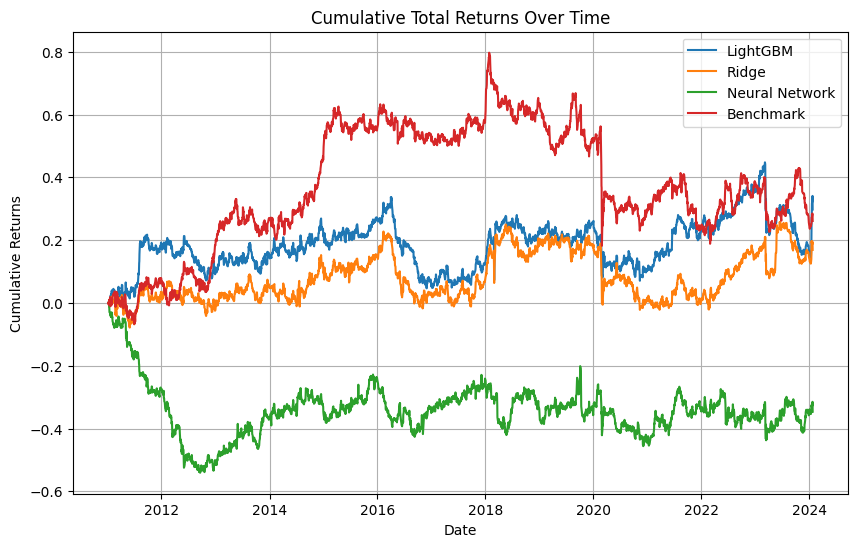 Cumulative Total Returns Over Time
LightGBM
Ridge
Neural Network
Benchmark
Cumulative Returns
0.8
0.6
0.4
0.2
0.0
−0.2
−0.4
−0.6
2012
2014
2016
2018
2020
2022
2024
Date